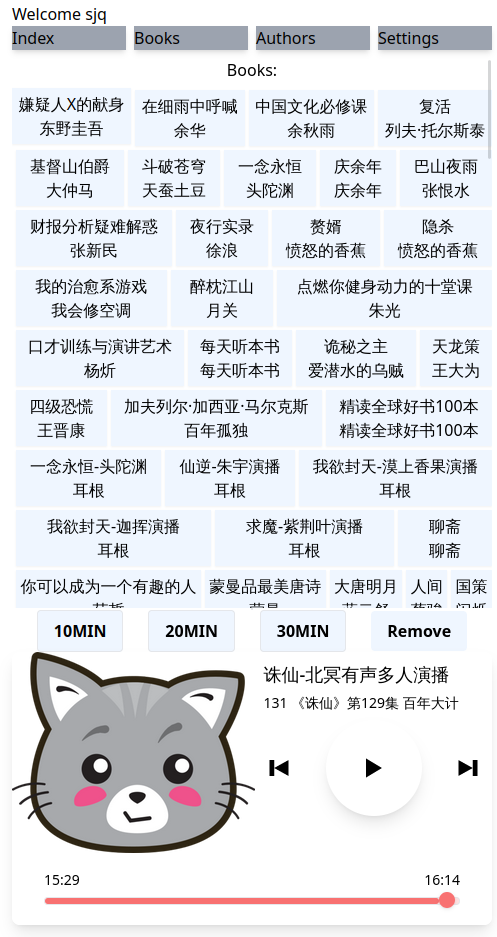 Welcome sjq
Index Books Authors Settings
Books:
嫌疑人X的献身 在细雨中呼喊 中国文化必修课 复活
东野圭吾 余华 余秋雨 列夫·托尔斯泰
基督山伯爵 斗破苍穹 一念永恒 庆余年 巴山夜雨
大仲马 天蚕土豆 头陀渊 庆余年 张恨水
财报分析疑难解惑 夜行实录 赘婿 隐杀
张新民 徐浪 愤怒的香蕉 愤怒的香蕉
我的治愈系游戏 醉枕江山 点燃你健身动力的十堂课
我会修空调 月关 朱光
口才训练与演讲艺术 每天听本书 诡秘之主 天龙策
杨炘 每天听本书 爱潜水的乌贼 王大为
四级恐慌 加夫列尔·加西亚·马尔克斯 精读全球好书100本
王晋康 百年孤独 精读全球好书100本
一念永恒-头陀渊 仙逆-朱宇演播 我欲封天-漠上香果演播
耳根 耳根 耳根
我欲封天-迦挥演播 求魔-紫荆叶演播 聊斋
耳根 耳根 聊斋
你可以成为一个有趣的人 蒙曼品最美唐诗 大唐明月 人间 国策
10MIN 20MIN 30MIN Remove
诛仙-北冥有声多人演播
131 《诛仙》第129集 百年大计
15:29 16:14